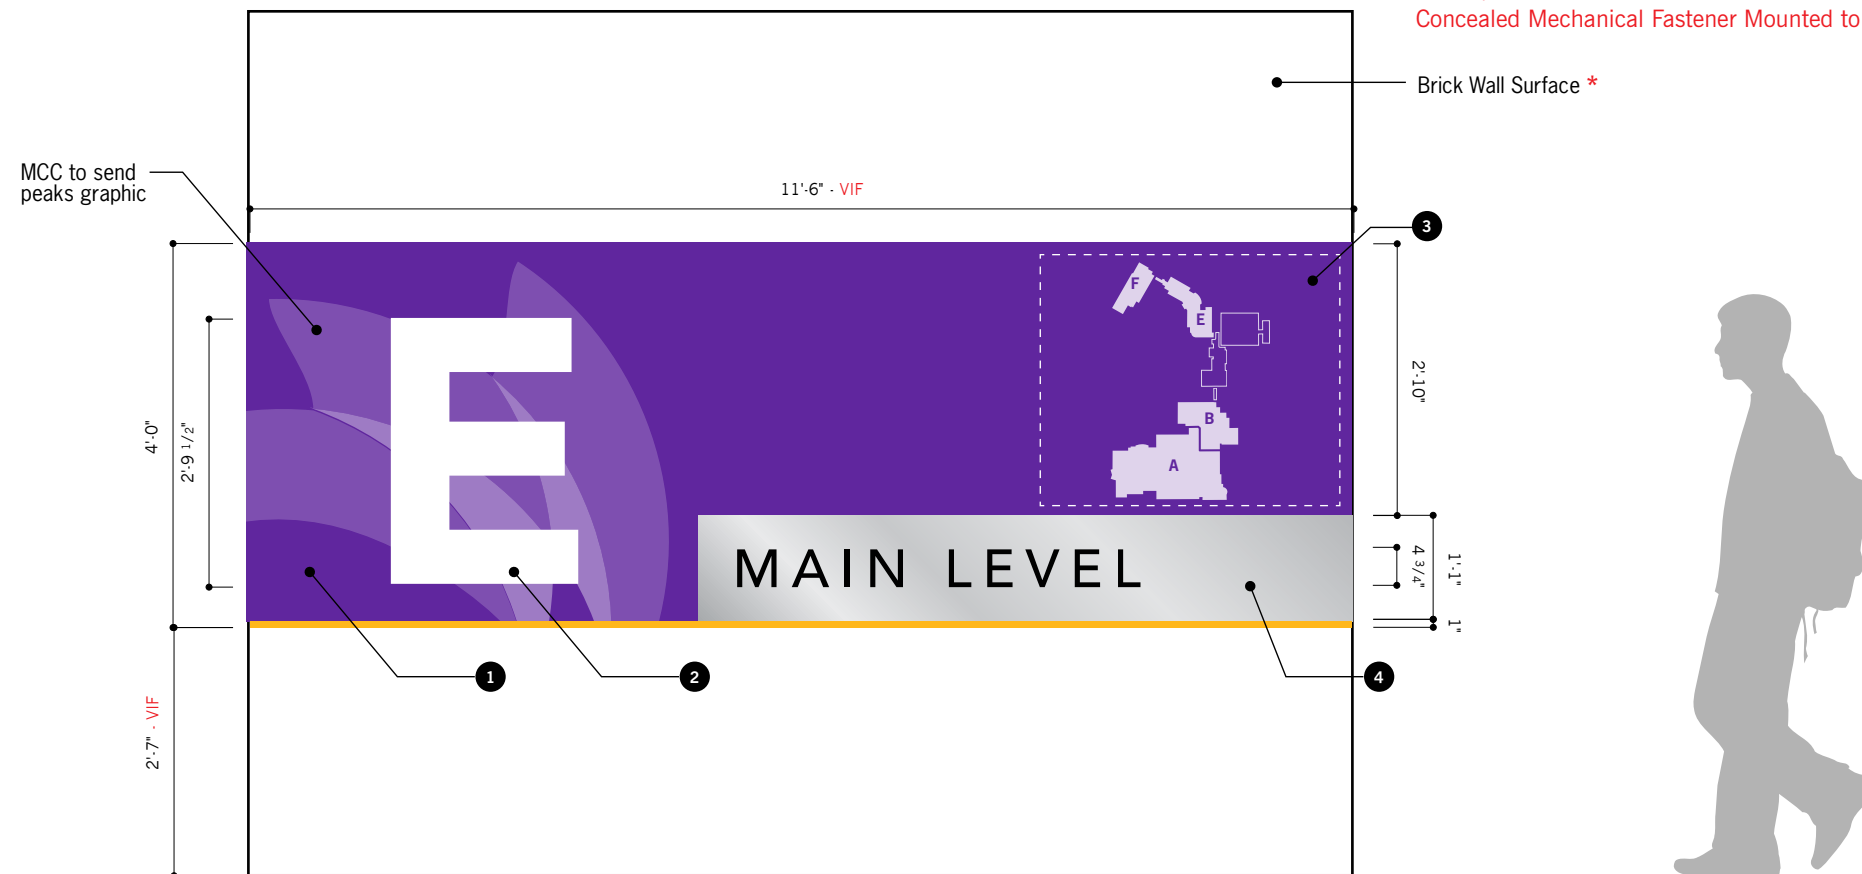 Concealed Mechanical Fastener Mounted to
Brick Wall Surface *
MCC to send
peaks graphic
11'-6" - VIF
3
F
E
B
A
4'-0"
2'-9 1/2"
2'-10"
E
MAIN LEVEL
4 3/4"
1'-1"
1"
1
2
4
2'-7" - VIF